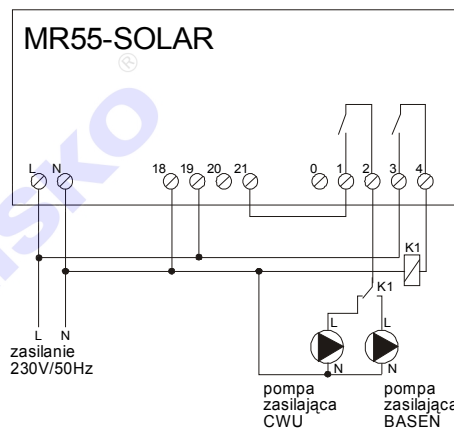 MR55-SOLAR
®
SKO
L N 18 19 20 21 0 1 2 3 4
K1
K1
L N
zasilanie
230V/50Hz
L L
N N
pompa
zasilająca
CWU
pompa
zasilająca
BASEN